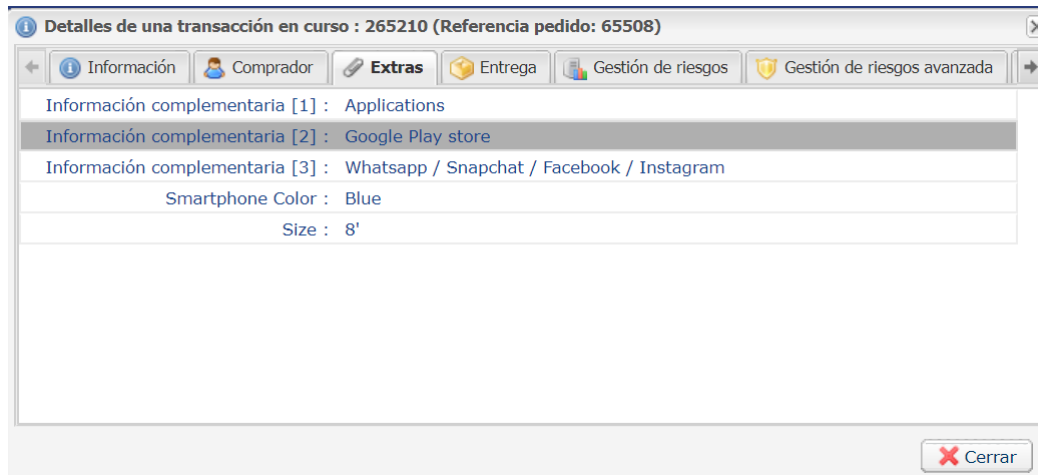 Detalles de una transacción en curso : 265210 (Referencia pedido: 65508)
Información Comprador Extras Entrega Gestión de riesgos Gestión de riesgos avanzada
Información complementaria [1] : Applications
Información complementaria [2] : Google Play store
Información complementaria [3] : Whatsapp / Snapchat / Facebook / Instagram
Smartphone Color : Blue
Size : 8'
Cerrar